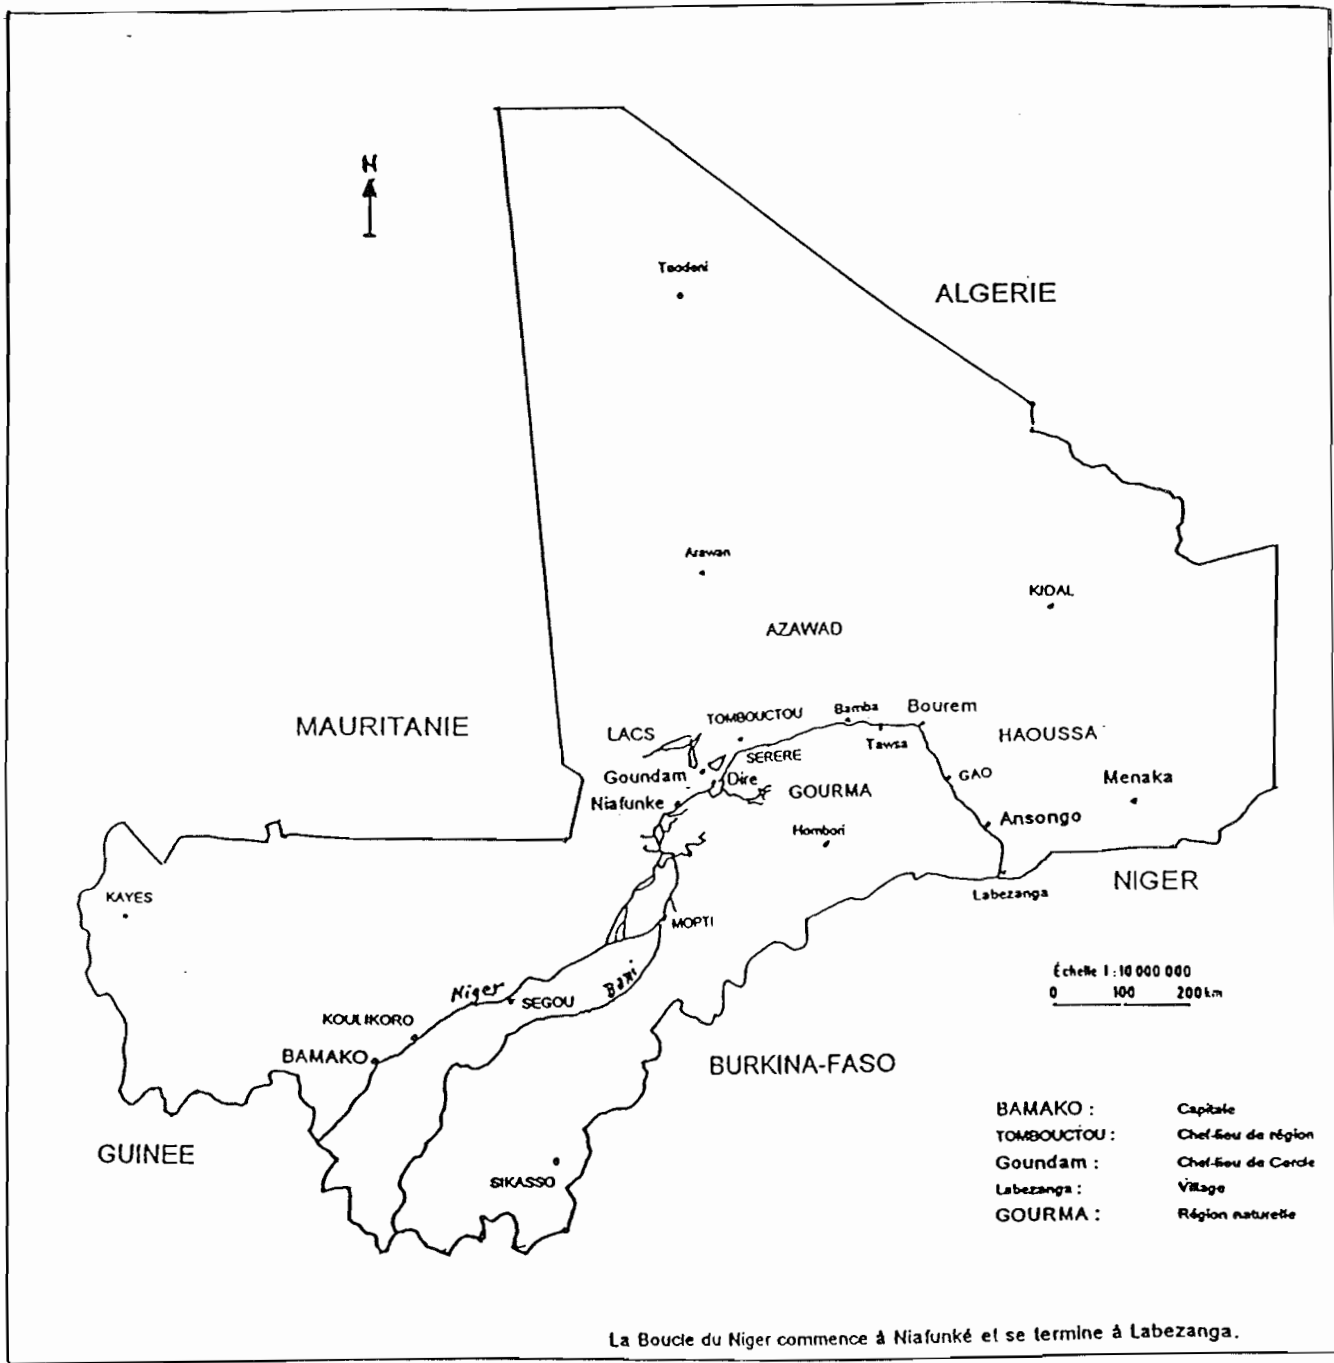 N
Taodeni
ALGERIE
Arawan
KIDAL
AZAWAD
MAURITANIE
LACS
TOMBOUCTOU
Bamba
Bourem
Tawsa
HAOUSSA
SERERE
Goundam
Dire
GAO
Menaka
Niafunke
GOURMA
Hombori
Ansongo
NIGER
Labezanga
KAYES
MOPTI
Niger
Bani
SEGOU
KOULIKORO
BAMAKO
Échelle 1 : 10 000 000
0 100 200 km
BURKINA-FASO
GUINEE
SIKASSO
BAMAKO : Capitale
TOMBOUCTOU : Chef-lieu de région
Goundam : Chef-lieu de Cercle
Labezanga : Village
GOURMA : Région naturelle
La Boucle du Niger commence à Niafunké et se termine à Labezanga.